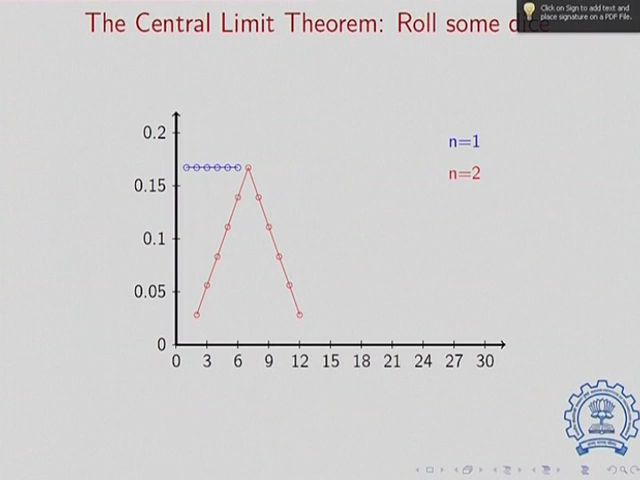 The Central Limit Theorem: Roll some dice
Click on Sign to add text and
place signature on a PDF File.
0.2
n=1
n=2
0.15
0.1
0.05
0
0 3 6 9 12 15 18 21 24 27 30